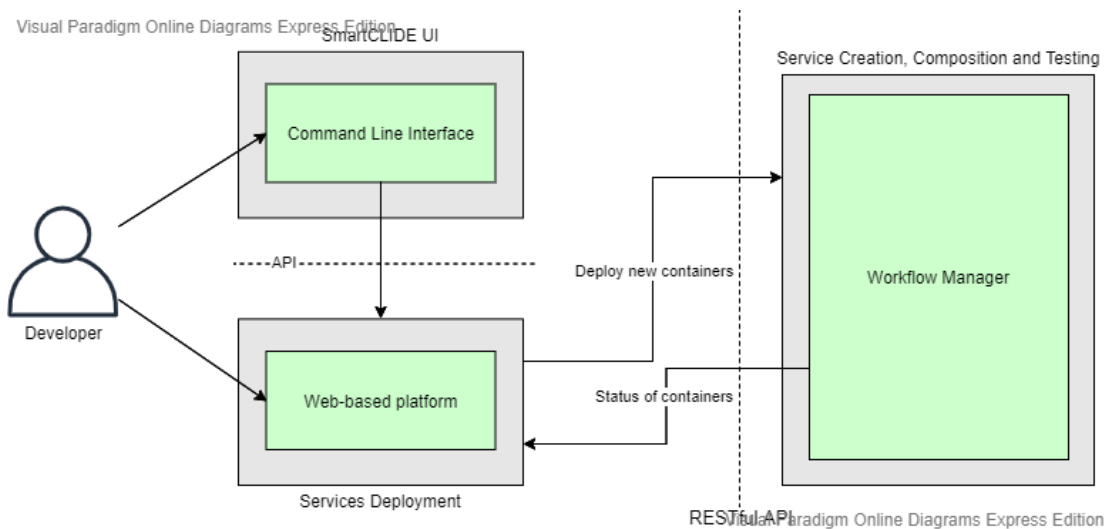 Visual Paradigm Online Diagrams Express Edition
SmartCLIDE UI
Service Creation, Composition and Testing
Command Line Interface
API
Deploy new containers
Workflow Manager
Developer
Web-based platform
Status of containers
Services Deployment
RESTful API
Visual Paradigm Online Diagrams Express Edition